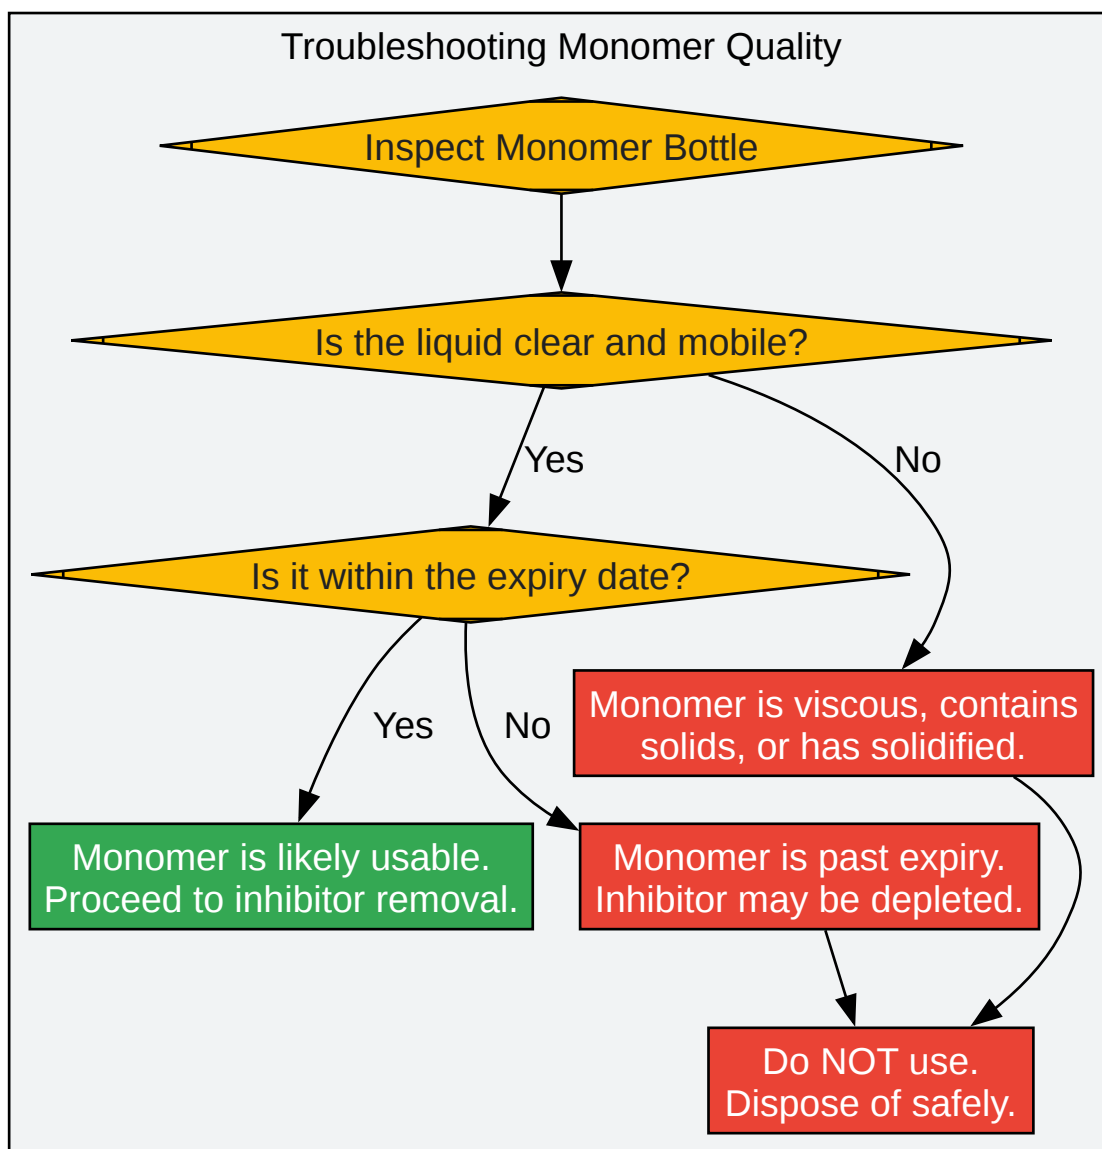 Troubleshooting Monomer Quality
Inspect Monomer Bottle
Is the liquid clear and mobile?
Yes
No
Is it within the expiry date?
Monomer is viscous, contains
solids, or has solidified.
Yes
No
Monomer is likely usable.
Proceed to inhibitor removal.
Monomer is past expiry.
Inhibitor may be depleted.
Do NOT use.
Dispose of safely.